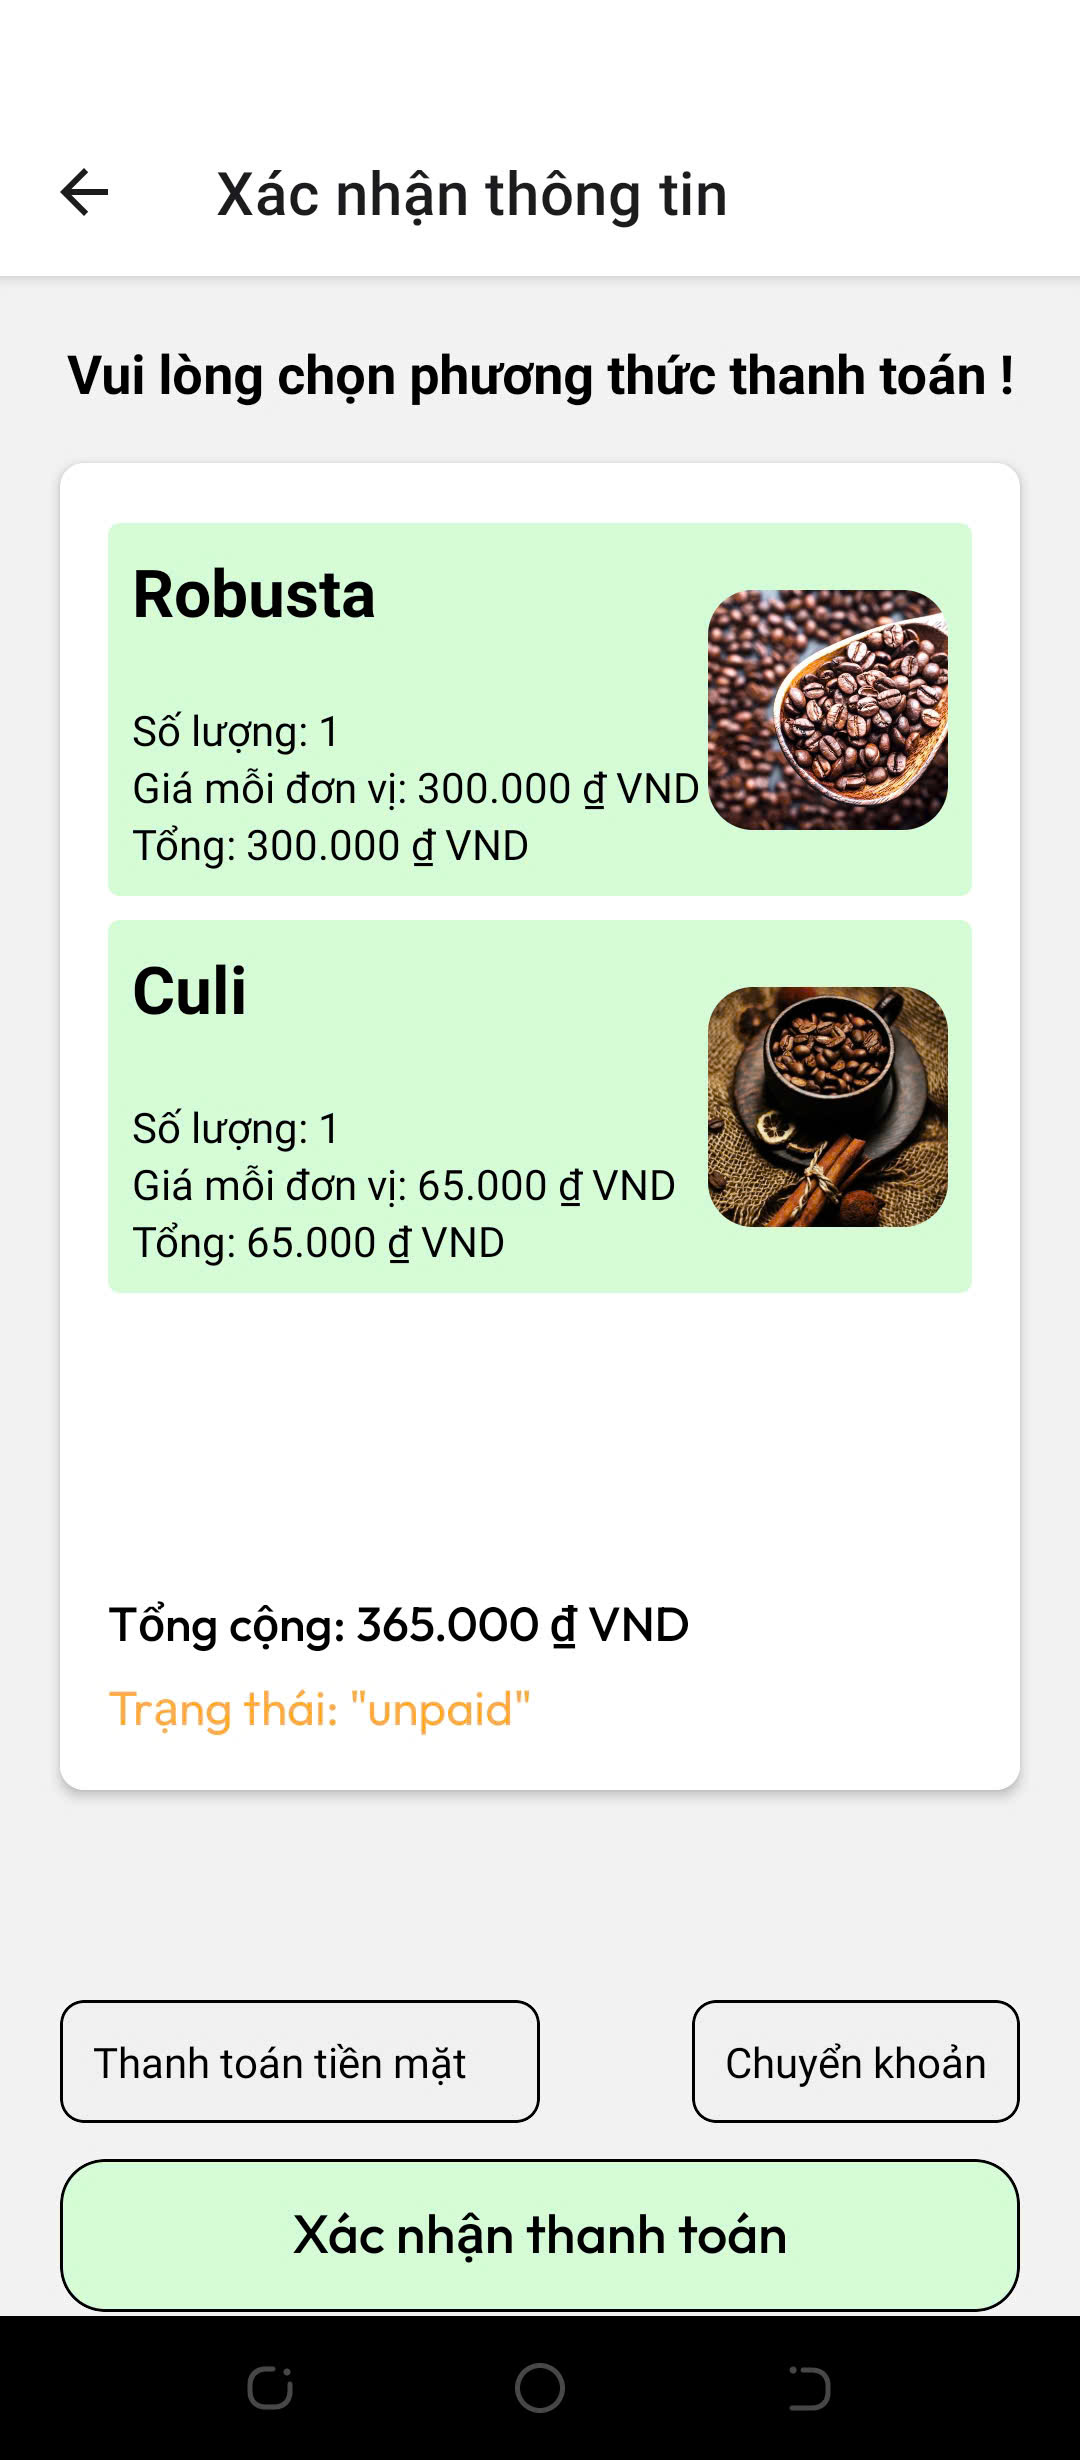 Xác nhận thông tin
Vui lòng chọn phương thức thanh toán !
Robusta
Số lượng: 1
Giá mỗi đơn vị: 300.000 ₫ VND
Tổng: 300.000 ₫ VND
Culi
Số lượng: 1
Giá mỗi đơn vị: 65.000 ₫ VND
Tổng: 65.000 ₫ VND
Tổng cộng: 365.000 ₫ VND
Trạng thái: "unpaid"
Thanh toán tiền mặt
Chuyển khoản
Xác nhận thanh toán